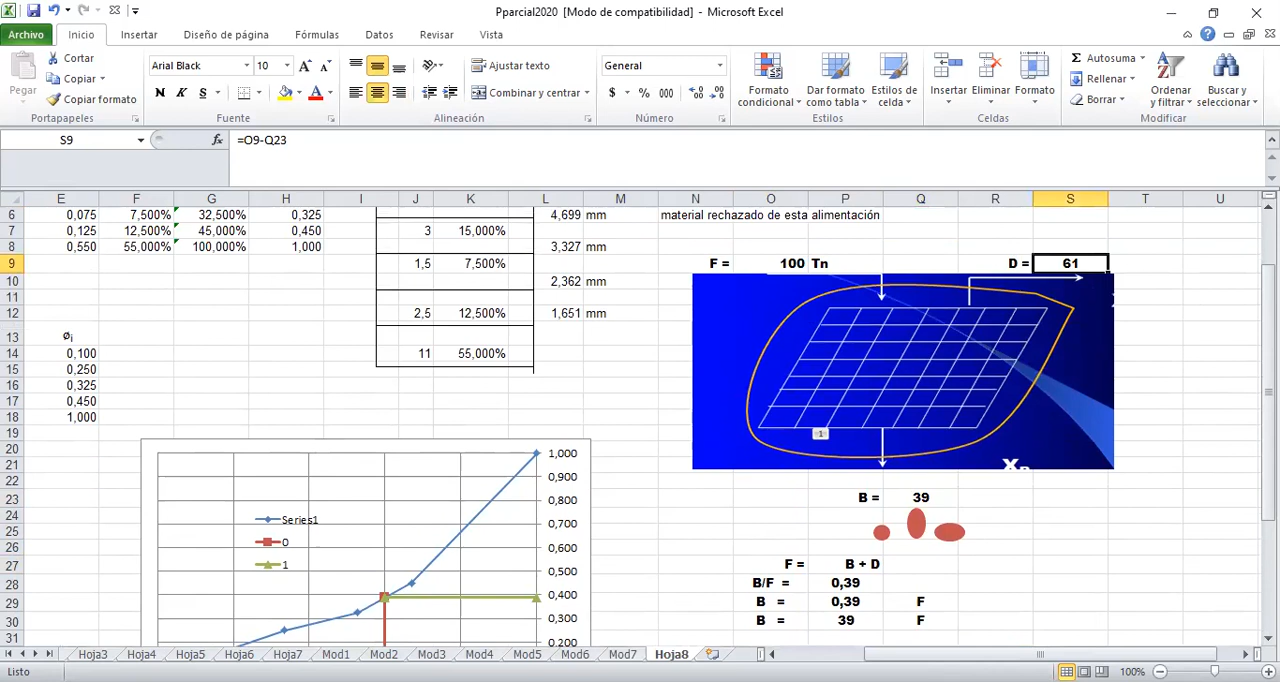 Pparcial2020 [Modo de compatibilidad] - Microsoft Excel
Archivo Inicio Insertar Diseño de página Fórmulas Datos Revisar Vista
Pegar
Cortar
Copiar
Copiar formato
Portapapeles
Arial Black 10
N K S
Fuente
Ajustar texto
Combinar y centrar
Alineación
General
$ % 000
Número
Formato condicional
Dar formato como tabla
Estilos de celda
Estilos
Insertar Eliminar Formato
Celdas
Autosuma
Rellenar
Borrar
Ordenar y filtrar
Buscar y seleccionar
Modificar
S9 fx =O9-Q23
E F G H I J K L M N O P Q R S T U
6 0,075 7,500% 32,500% 0,325 4,699 mm material rechazado de esta alimentación
7 0,125 12,500% 45,000% 0,450 3 15,000%
8 0,550 55,000% 100,000% 1,000 3,327 mm
9 1,5 7,500% F = 100 Tn D = 61
10 2,362 mm
11
12 2,5 12,500% 1,651 mm
13 øi
14 0,100 11 55,000%
15 0,250
16 0,325
17 0,450
18 1,000
19
1
20
21
22
23 B = 39
24
25
26
27 F = B + D
28 B/F = 0,39
29 B = 0,39 F
30 B = 39 F
31
1,000
0,900
0,800
0,700
0,600
0,500
0,400
0,300
0,200
Series1
0
1
Hoja3 Hoja4 Hoja5 Hoja6 Hoja7 Mod1 Mod2 Mod3 Mod4 Mod5 Mod6 Mod7 Hoja8
Listo 100%